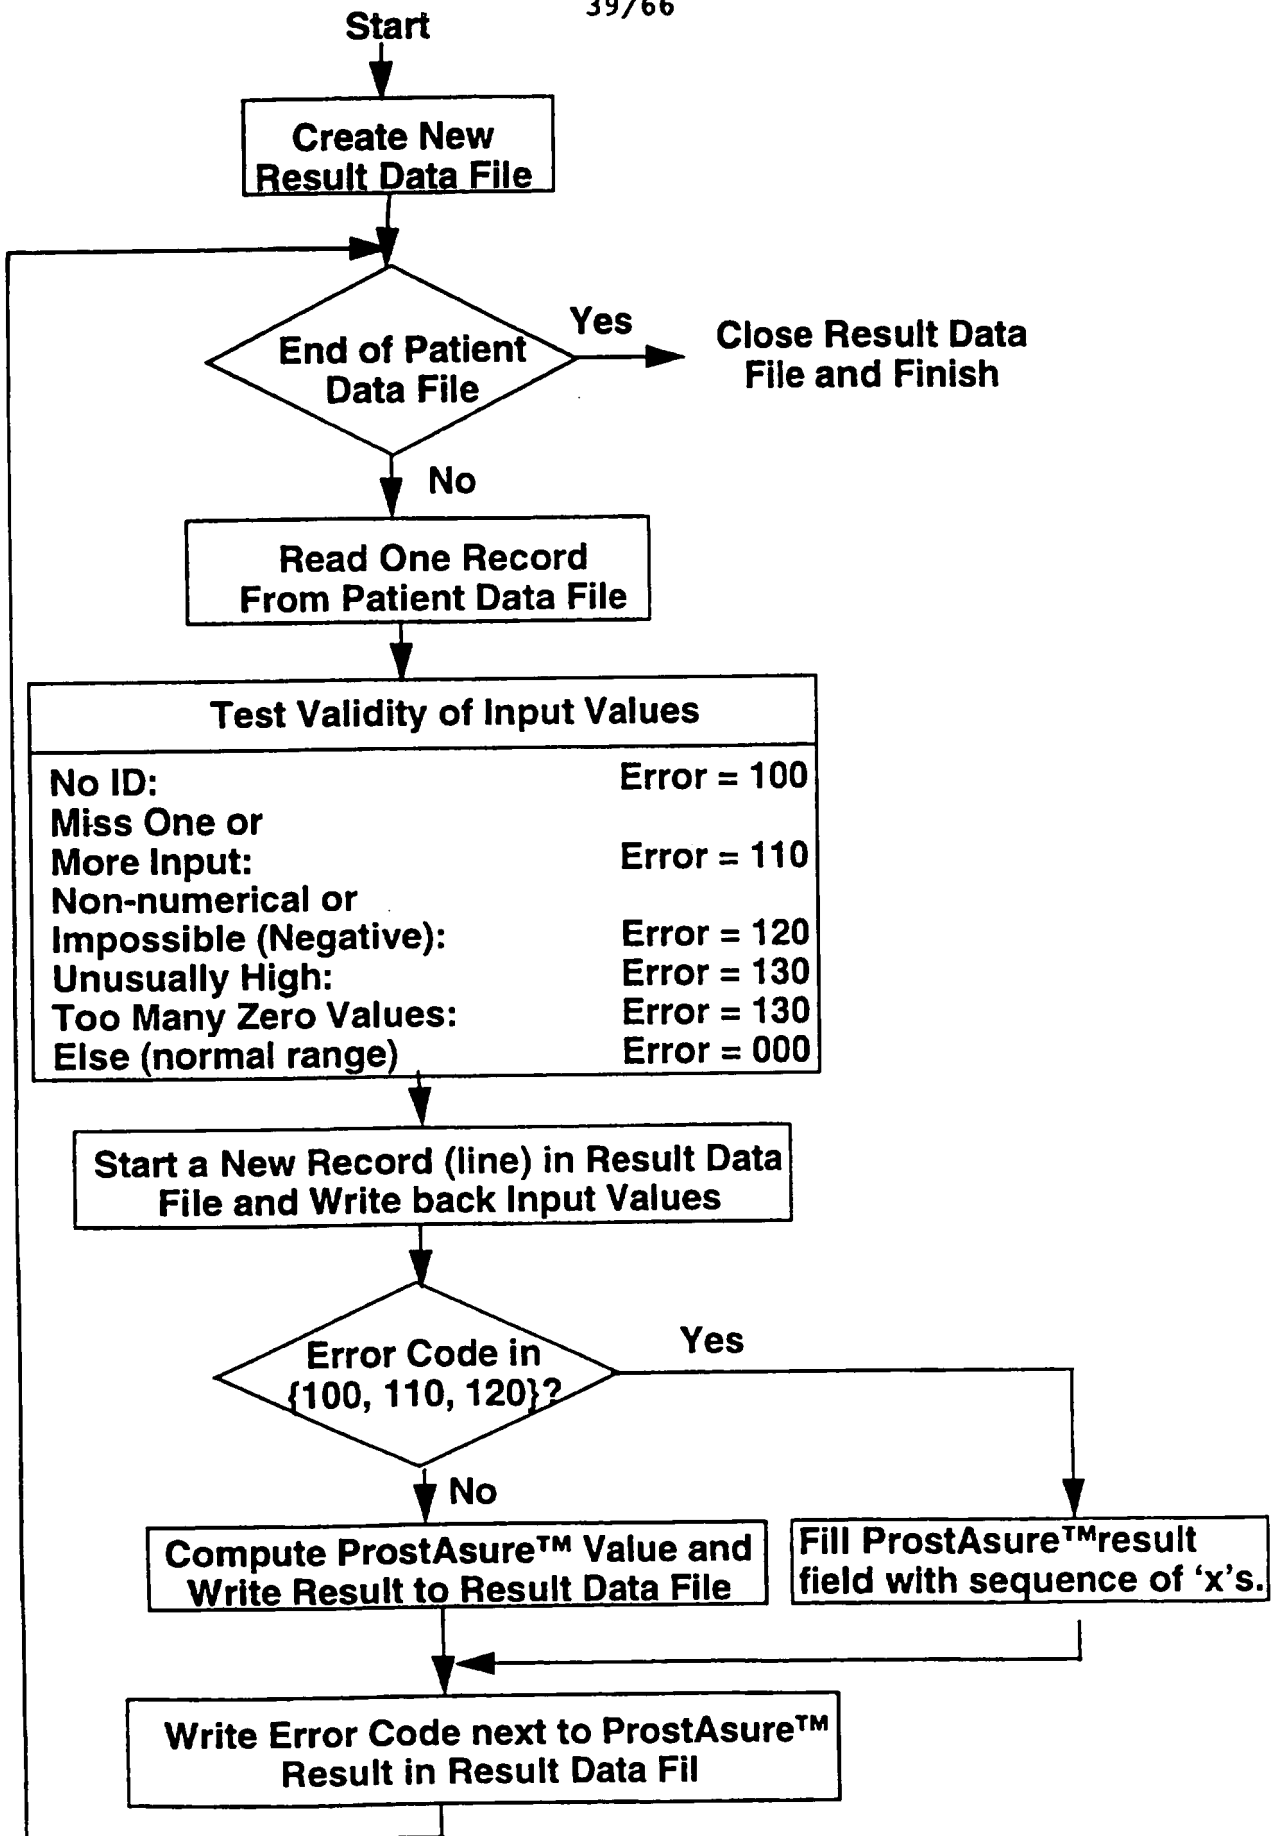 39/66
Start
Create New
Result Data File
End of Patient
Data File
Yes
Close Result Data
File and Finish
No
Read One Record
From Patient Data File
Test Validity of Input Values
No ID: Error = 100
Miss One or
More Input: Error = 110
Non-numerical or
Impossible (Negative): Error = 120
Unusually High: Error = 130
Too Many Zero Values: Error = 130
Else (normal range) Error = 000
Start a New Record (line) in Result Data
File and Write back Input Values
Error Code in
{100, 110, 120}?
Yes
No
Compute ProstAsure™ Value and
Write Result to Result Data File
Fill ProstAsure™result
field with sequence of ‘x’s.
Write Error Code next to ProstAsure™
Result in Result Data Fil